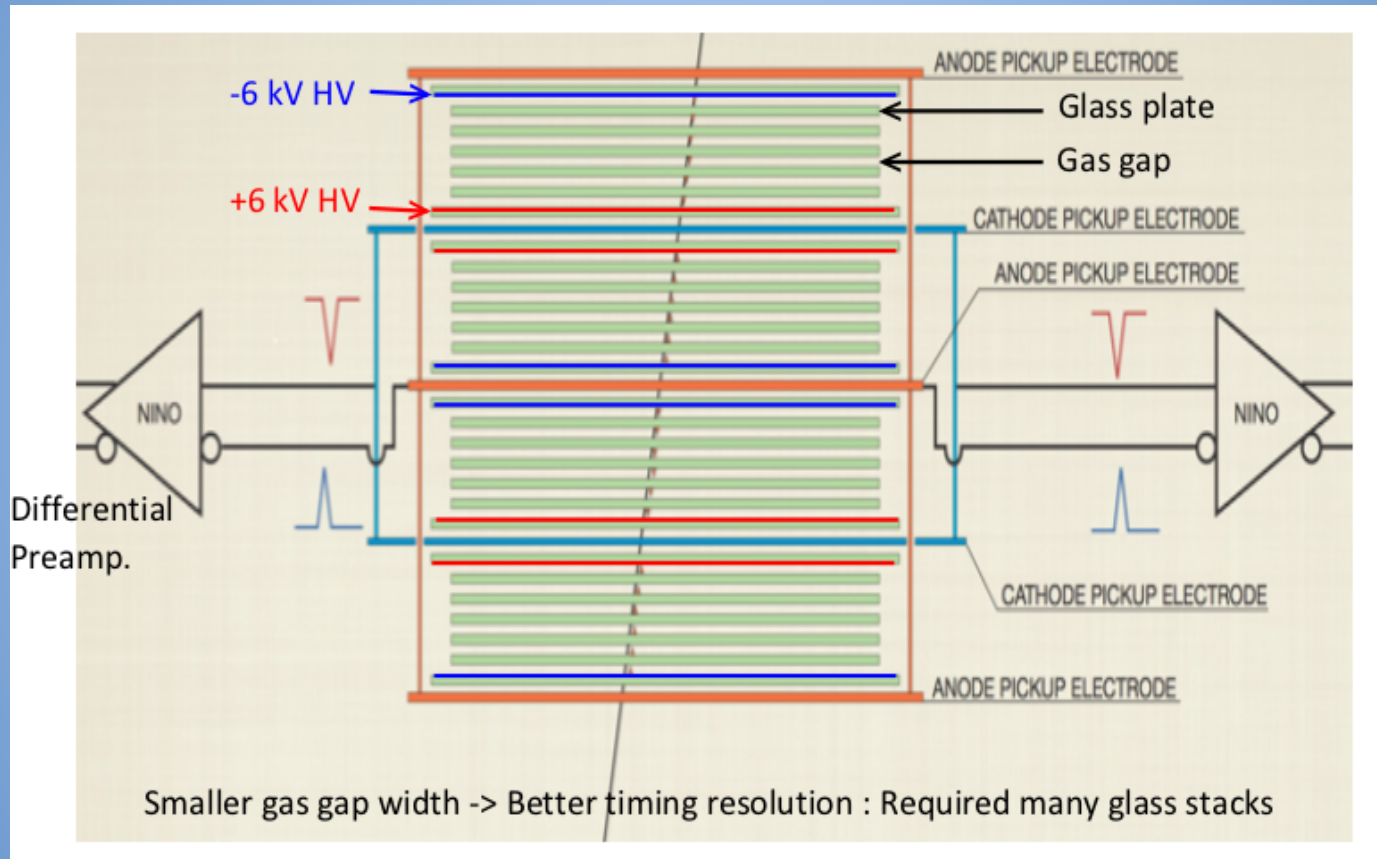 ANODE PICKUP ELECTRODE
-6 kV HV
Glass plate
Gas gap
+6 kV HV
CATHODE PICKUP ELECTRODE
ANODE PICKUP ELECTRODE
NINO
NINO
Differential
Preamp.
CATHODE PICKUP ELECTRODE
ANODE PICKUP ELECTRODE
Smaller gas gap width -> Better timing resolution : Required many glass stacks